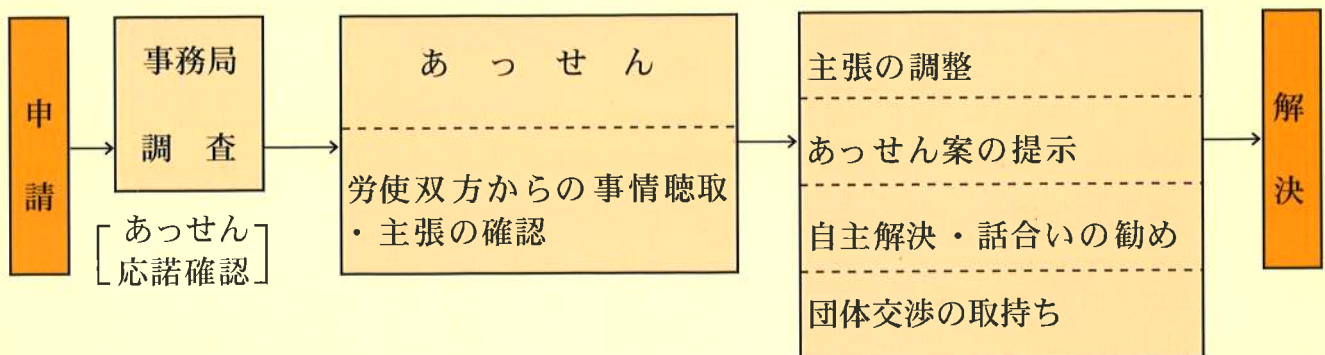 申請
事務局
調査
あっせん
応諾確認
あっせん
労使双方からの事情聴取
・主張の確認
主張の調整
あっせん案の提示
自主解決・話合いの勧め
団体交渉の取持ち
解決